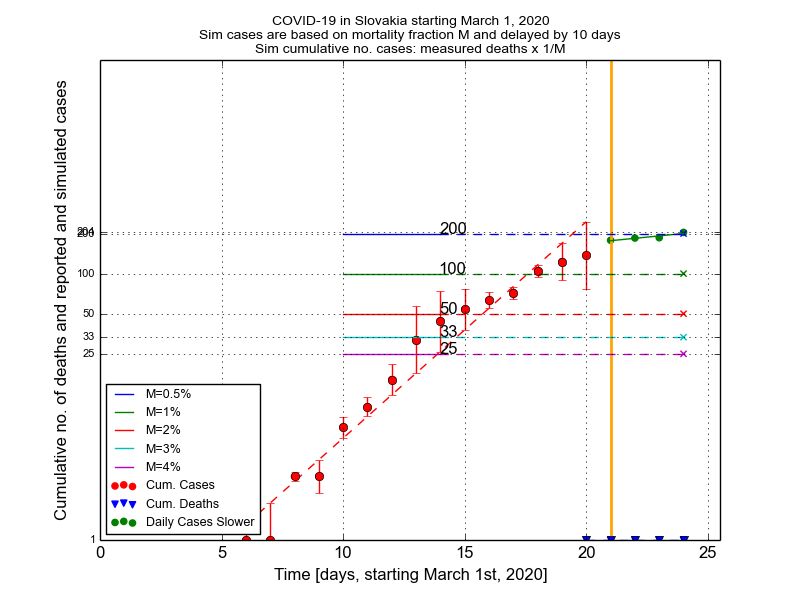 COVID-19 in Slovakia starting March 1, 2020
Sim cases are based on mortality fraction M and delayed by 10 days
Sim cumulative no. cases: measured deaths x 1/M
Cumulative no. of deaths and reported and simulated cases
100
50
33
25
1
200
100
50
33
25
M=0.5%
M=1%
M=2%
M=3%
M=4%
Cum. Cases
Cum. Deaths
Daily Cases Slower
0
5
10
15
20
25
Time [days, starting March 1st, 2020]